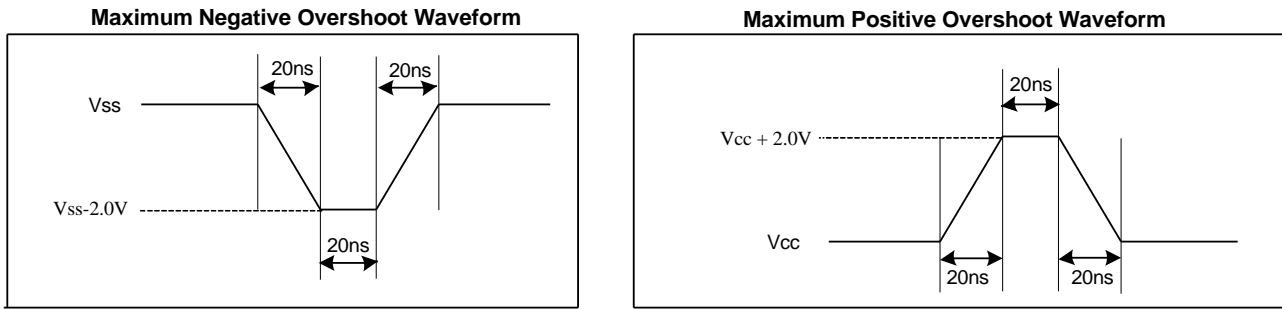 Maximum Negative Overshoot Waveform
20ns
20ns
Vss
Vss-2.0V
20ns
Maximum Positive Overshoot Waveform
20ns
Vcc + 2.0V
Vcc
20ns
20ns